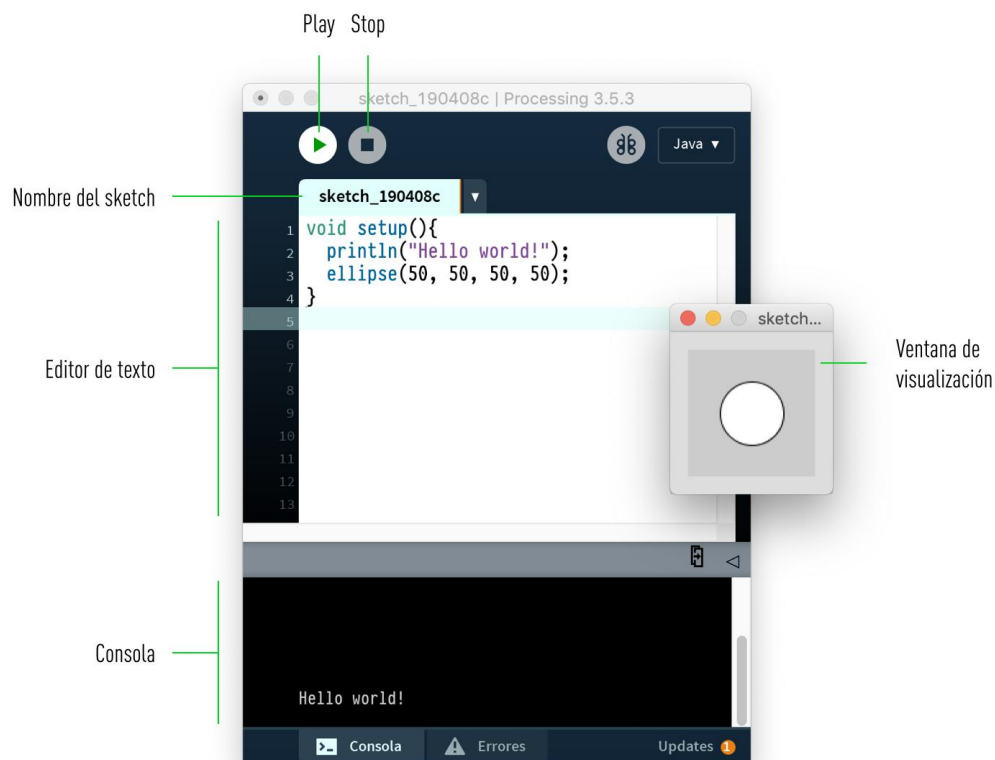 Play Stop
sketch_190408c | Processing 3.5.3
Java ▼
Nombre del sketch
sketch_190408c ▼
1 void setup(){
2 println("Hello world!");
3 ellipse(50, 50, 50, 50);
4 }
5
6
7
8
9
10
11
12
13
sketch...
Editor de texto
Ventana de
visualización
Consola
Hello world!
>_ Consola
Errores
Updates 1